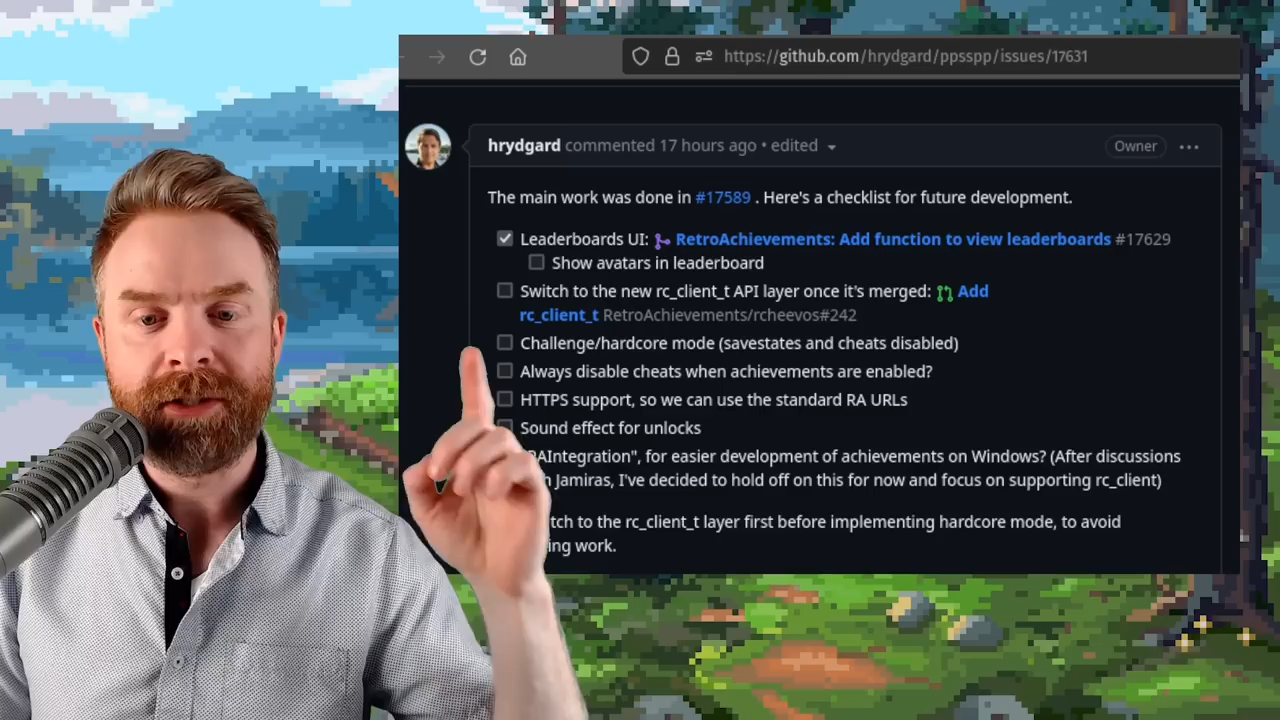 https://github.com/hrydgard/ppsspp/issues/17631
hrydgard commented 17 hours ago • edited
Owner
The main work was done in #17589 . Here's a checklist for future development.
Leaderboards UI: RetroAchievements: Add function to view leaderboards #17629
Show avatars in leaderboard
Switch to the new rc_client_t API layer once it's merged: Add
rc_client_t RetroAchievements/rcheevos#242
Challenge/hardcore mode (savestates and cheats disabled)
Always disable cheats when achievements are enabled?
HTTPS support, so we can use the standard RA URLs
Sound effect for unlocks
RAIntegration", for easier development of achievements on Windows? (After discussions
Jamiras, I've decided to hold off on this for now and focus on supporting rc_client)
to the rc_client_t layer first before implementing hardcore mode, to avoid
work.